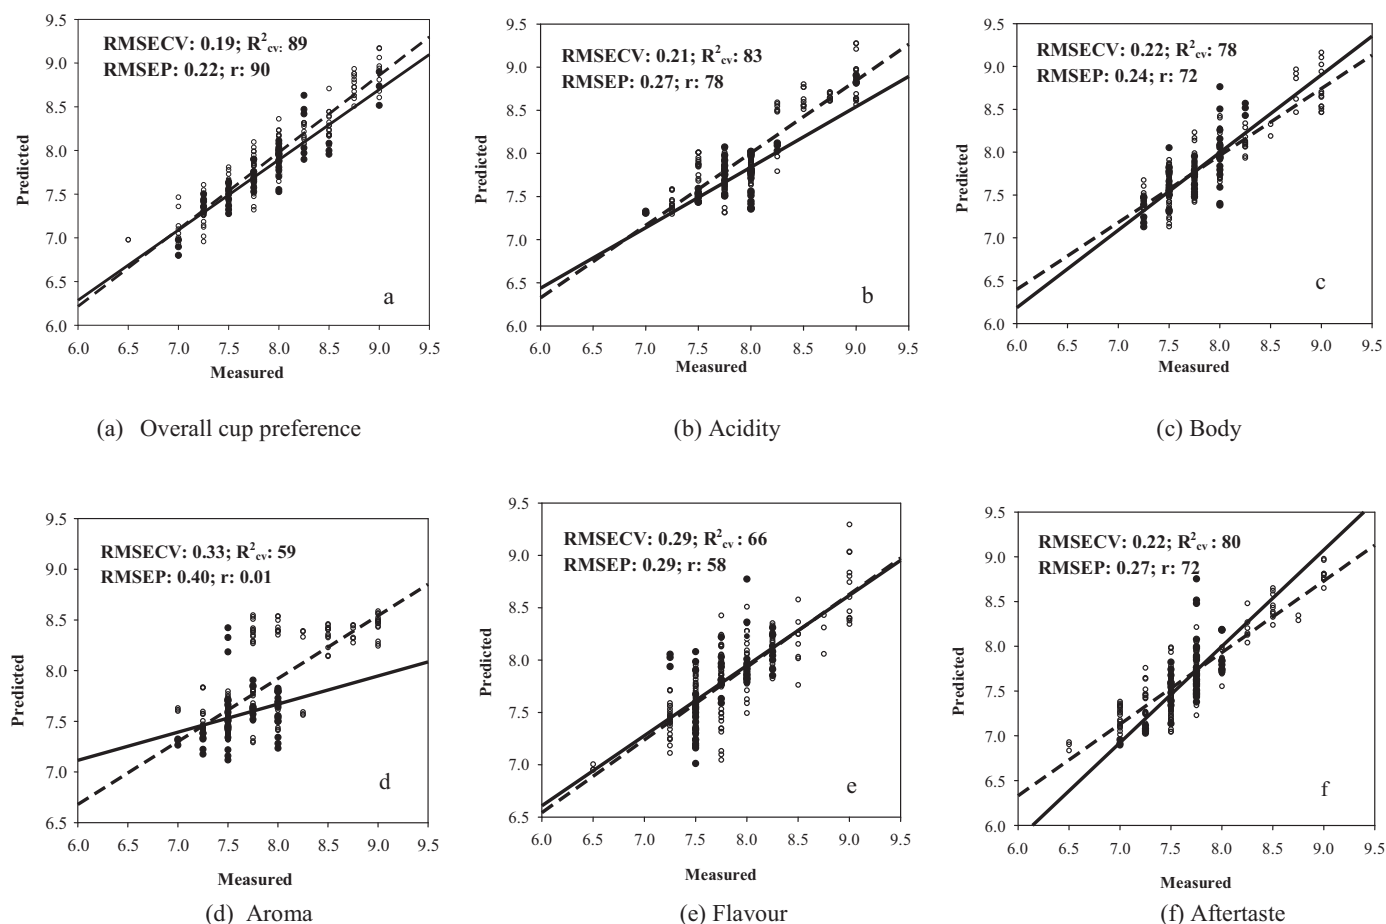 9.5
9.0
8.5
8.0
7.5
7.0
6.5
6.0
Predicted
RMSECV: 0.19; R²cv: 89
RMSEP: 0.22; r: 90
a
6.0 6.5 7.0 7.5 8.0 8.5 9.0 9.5
Measured
9.5
9.0
8.5
8.0
7.5
7.0
6.5
6.0
Predicted
RMSECV: 0.21; R²cv: 83
RMSEP: 0.27; r: 78
b
6.0 6.5 7.0 7.5 8.0 8.5 9.0 9.5
Measured
9.5
9.0
8.5
8.0
7.5
7.0
6.5
6.0
Predicted
RMSECV: 0.22; R²cv: 78
RMSEP: 0.24; r: 72
c
6.0 6.5 7.0 7.5 8.0 8.5 9.0 9.5
Measured
(a) Overall cup preference
(b) Acidity
(c) Body
9.5
9.0
8.5
8.0
7.5
7.0
6.5
Predicted
RMSECV: 0.33; R²cv: 59
RMSEP: 0.40; r: 0.01
d
6.0 6.5 7.0 7.5 8.0 8.5 9.0 9.5
Measured
9.5
9.0
8.5
8.0
7.5
7.0
6.5
Predicted
RMSECV: 0.29; R²cv : 66
RMSEP: 0.29; r: 58
e
6.0 6.5 7.0 7.5 8.0 8.5 9.0 9.5
Measured
9.5
9.0
8.5
8.0
7.5
7.0
6.5
6.0
Predicted
RMSECV: 0.22; R²cv : 80
RMSEP: 0.27; r: 72
f
6.0 6.5 7.0 7.5 8.0 8.5 9.0 9.5
Measured
(d) Aroma
(e) Flavour
(f) Aftertaste